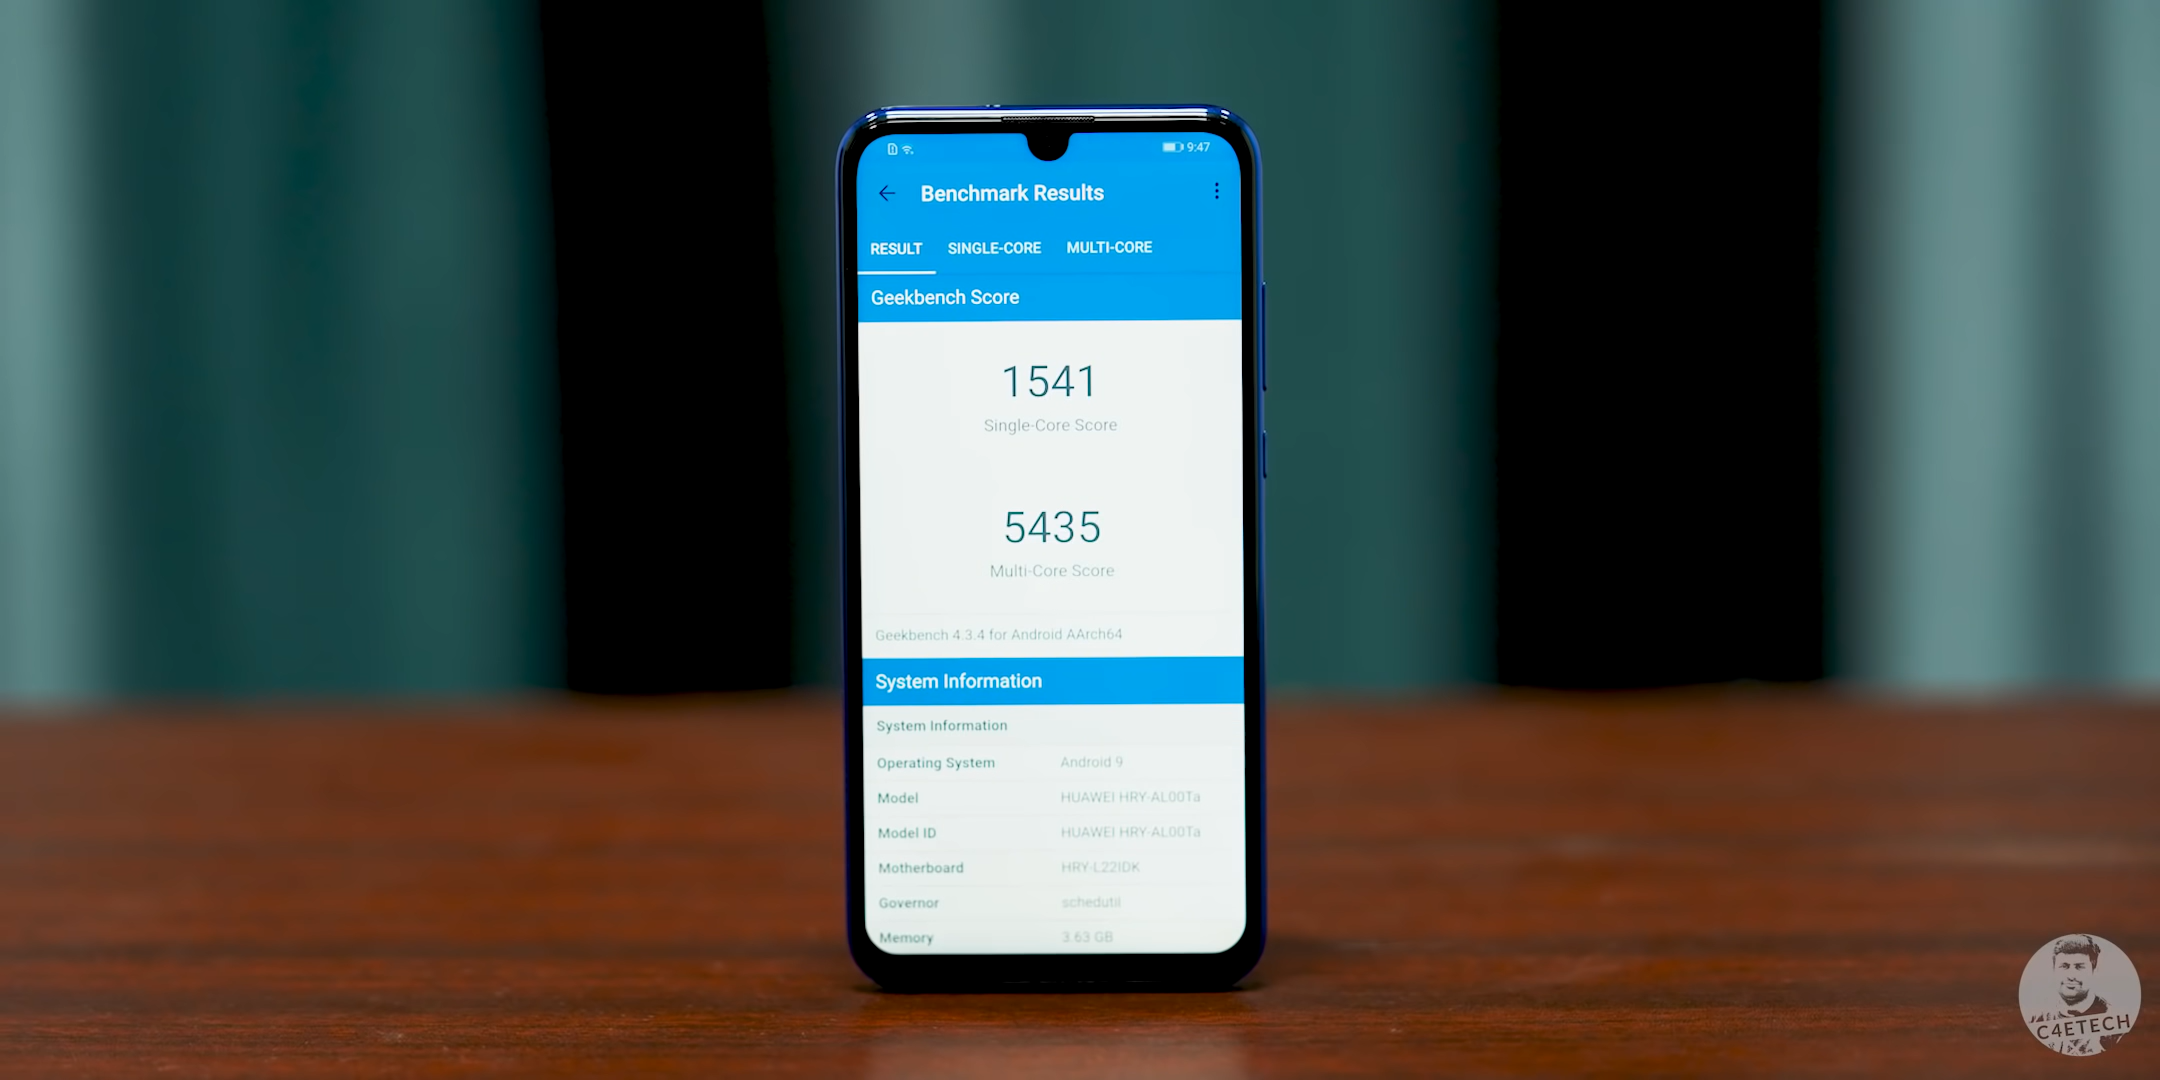 9:47
Benchmark Results
RESULT SINGLE-CORE MULTI-CORE
Geekbench Score
1541
Single-Core Score
5435
Multi-Core Score
Geekbench 4.3.4 for Android AArch64
System Information
System Information
Operating System Android 9
Model HUAWEI HRY-AL00Ta
Model ID HUAWEI HRY-AL00Ta
Motherboard HRY-L22IDK
Governor schedutil
Memory 3.63 GB
C4ETECH